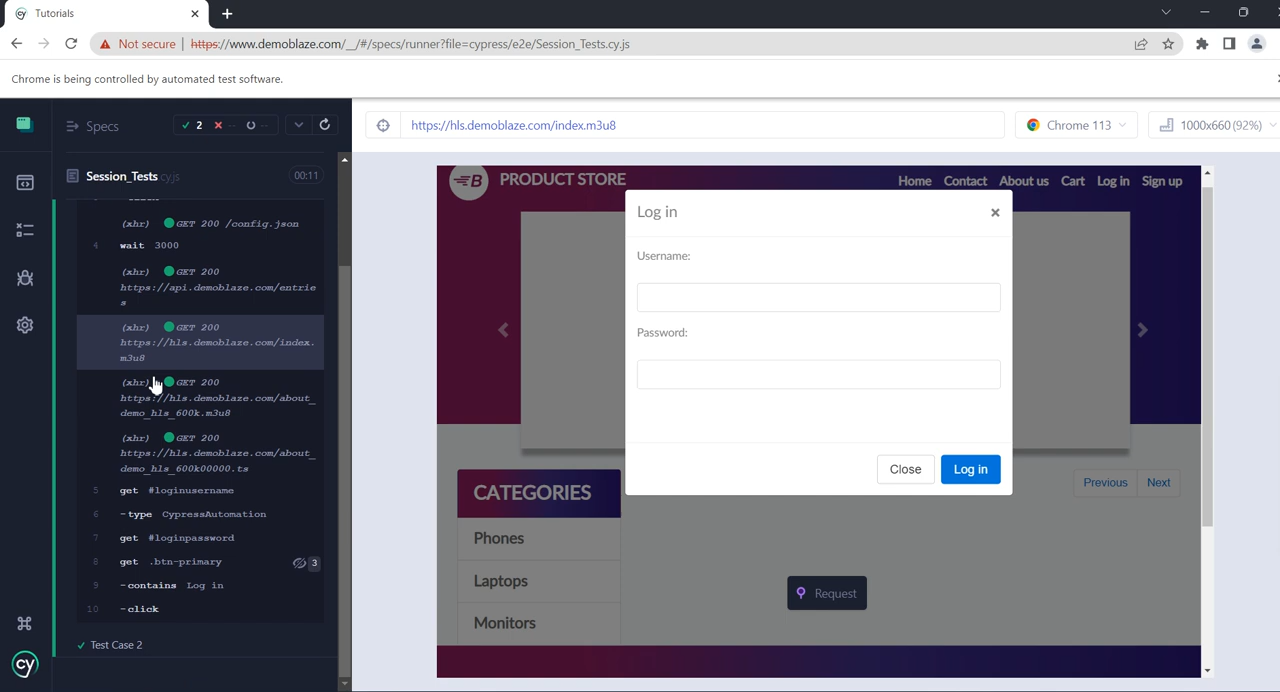 Tutorials
Not secure | https://www.demoblaze.com/__/#/specs/runner?file=cypress/e2e/Session_Tests.cy.js
Chrome is being controlled by automated test software.
Specs
2 -- --
https://hls.demoblaze.com/index.m3u8
Chrome 113
1000x660 (92%)
Session_Tests.cy.js
00:11
(xhr) GET 200 /config.json
4 wait 3000
(xhr) GET 200
https://api.demoblaze.com/entrie
s
(xhr) GET 200
https://hls.demoblaze.com/index.
m3u8
(xhr) GET 200
https://hls.demoblaze.com/about_
demo_hls_600k.m3u8
(xhr) GET 200
https://hls.demoblaze.com/about_
demo_hls_600k00000.ts
5 get #loginusername
6 -type CypressAutomation
7 get #loginpassword
8 get .btn-primary 3
9 -contains Log in
10 -click
Test Case 2
cy
B PRODUCT STORE
Home Contact About us Cart Log in Sign up
Log in
×
Username:
Password:
Close
Log in
CATEGORIES
Phones
Laptops
Monitors
Previous
Next
Request